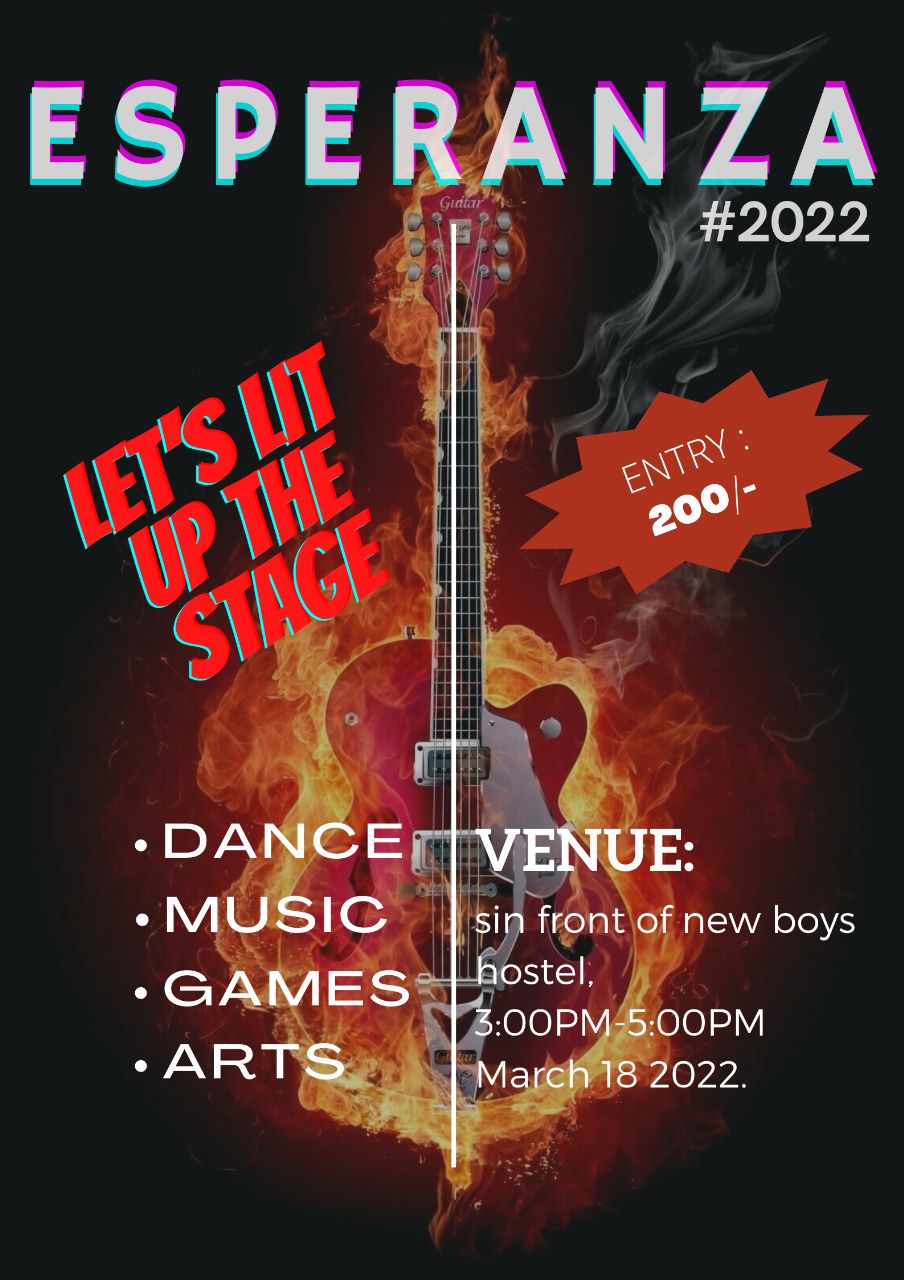 ESPERANZA
#2022
Guitar
LET'S LIT
UP THE
STAGE
ENTRY :
200/-
• DANCE
• MUSIC
• GAMES
• ARTS
VENUE:
sin front of new boys
hostel,
3:00PM-5:00PM
March 18 2022.
Guitar